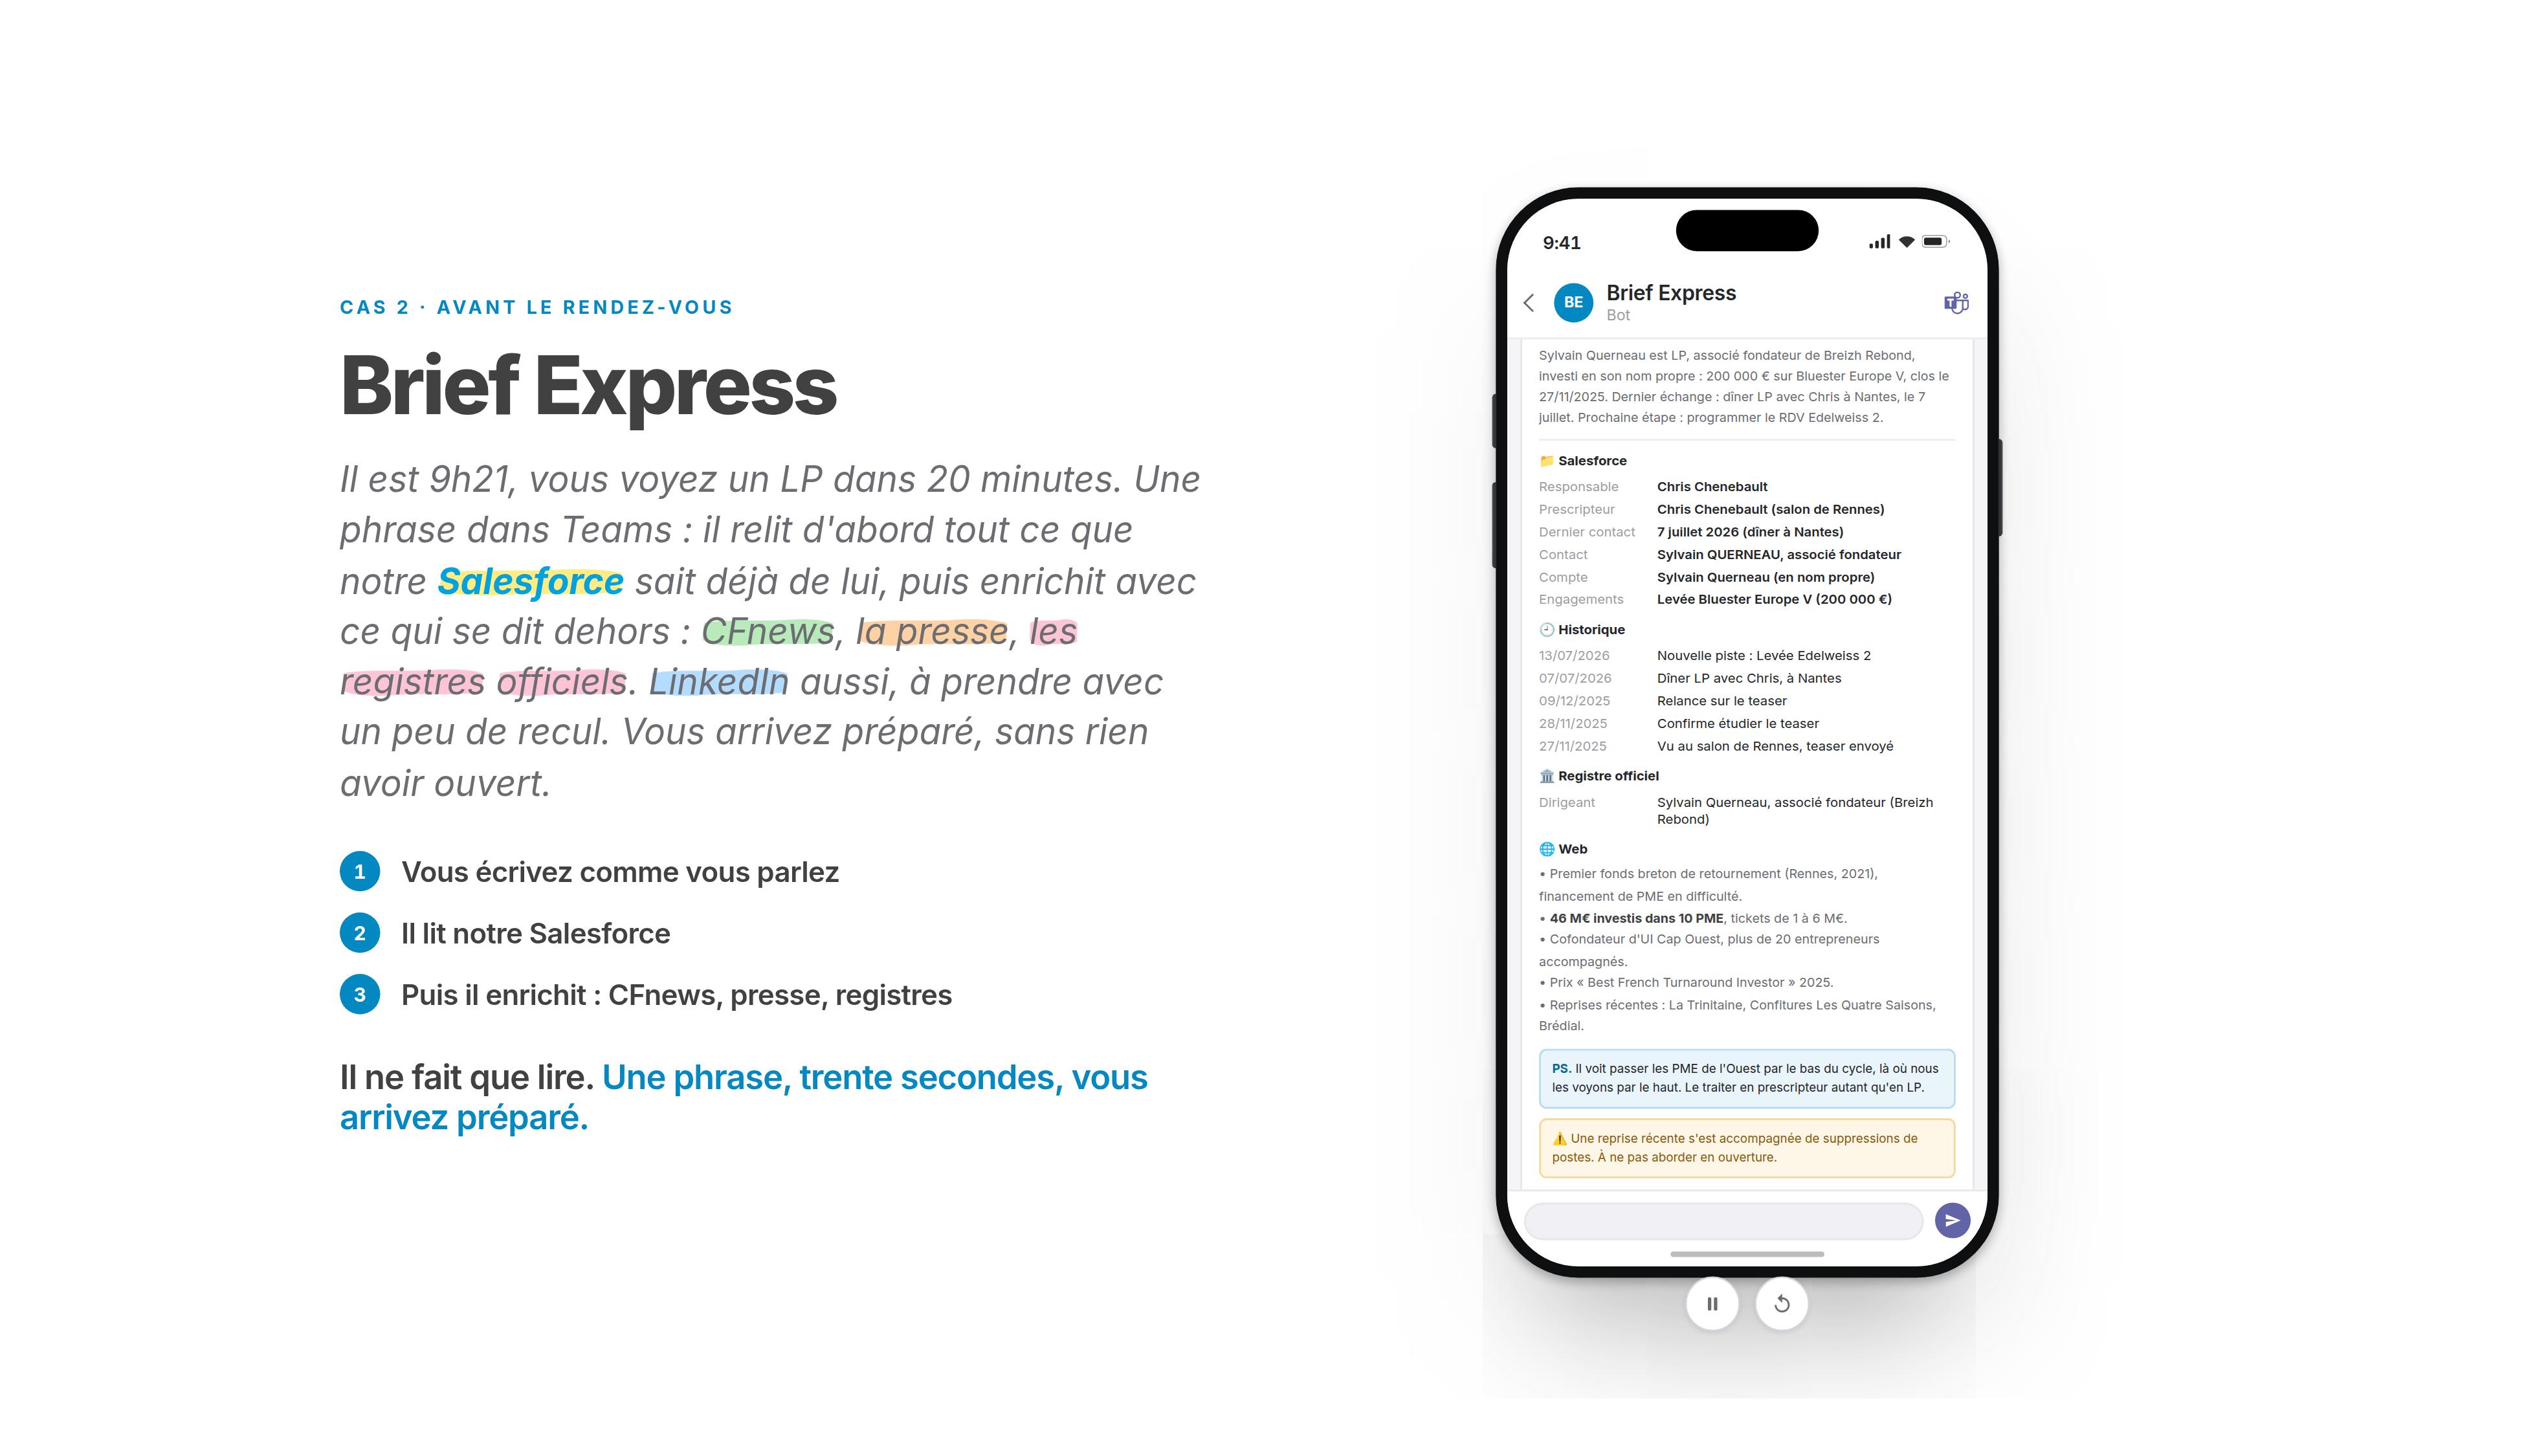 CAS 2 · AVANT LE RENDEZ-VOUS
Brief Express
Il est 9h21, vous voyez un LP dans 20 minutes. Une
phrase dans Teams : il relit d'abord tout ce que
notre Salesforce sait déjà de lui, puis enrichit avec
ce qui se dit dehors : CFnews, la presse, les
registres officiels. LinkedIn aussi, à prendre avec
un peu de recul. Vous arrivez préparé, sans rien
avoir ouvert.
1 Vous écrivez comme vous parlez
2 Il lit notre Salesforce
3 Puis il enrichit : CFnews, presse, registres
Il ne fait que lire. Une phrase, trente secondes, vous
arrivez préparé.
9:41
BE
Brief Express
Bot
T
Sylvain Querneau est LP, associé fondateur de Breizh Rebond,
investi en son nom propre : 200 000 € sur Bluester Europe V, clos le
27/11/2025. Dernier échange : dîner LP avec Chris à Nantes, le 7
juillet. Prochaine étape : programmer le RDV Edelweiss 2.
📁 Salesforce
Responsable Chris Chenebault
Prescripteur Chris Chenebault (salon de Rennes)
Dernier contact 7 juillet 2026 (dîner à Nantes)
Contact Sylvain QUERNEAU, associé fondateur
Compte Sylvain Querneau (en nom propre)
Engagements Levée Bluester Europe V (200 000 €)
🕘 Historique
13/07/2026 Nouvelle piste : Levée Edelweiss 2
07/07/2026 Dîner LP avec Chris, à Nantes
09/12/2025 Relance sur le teaser
28/11/2025 Confirme étudier le teaser
27/11/2025 Vu au salon de Rennes, teaser envoyé
🏛️ Registre officiel
Dirigeant Sylvain Querneau, associé fondateur (Breizh
Rebond)
🌐 Web
• Premier fonds breton de retournement (Rennes, 2021),
financement de PME en difficulté.
• 46 M€ investis dans 10 PME, tickets de 1 à 6 M€.
• Cofondateur d'UI Cap Ouest, plus de 20 entrepreneurs
accompagnés.
• Prix « Best French Turnaround Investor » 2025.
• Reprises récentes : La Trinitaine, Confitures Les Quatre Saisons,
Brédial.
PS. Il voit passer les PME de l'Ouest par le bas du cycle, là où nous
les voyons par le haut. Le traiter en prescripteur autant qu'en LP.
⚠️ Une reprise récente s'est accompagnée de suppressions de
postes. À ne pas aborder en ouverture.